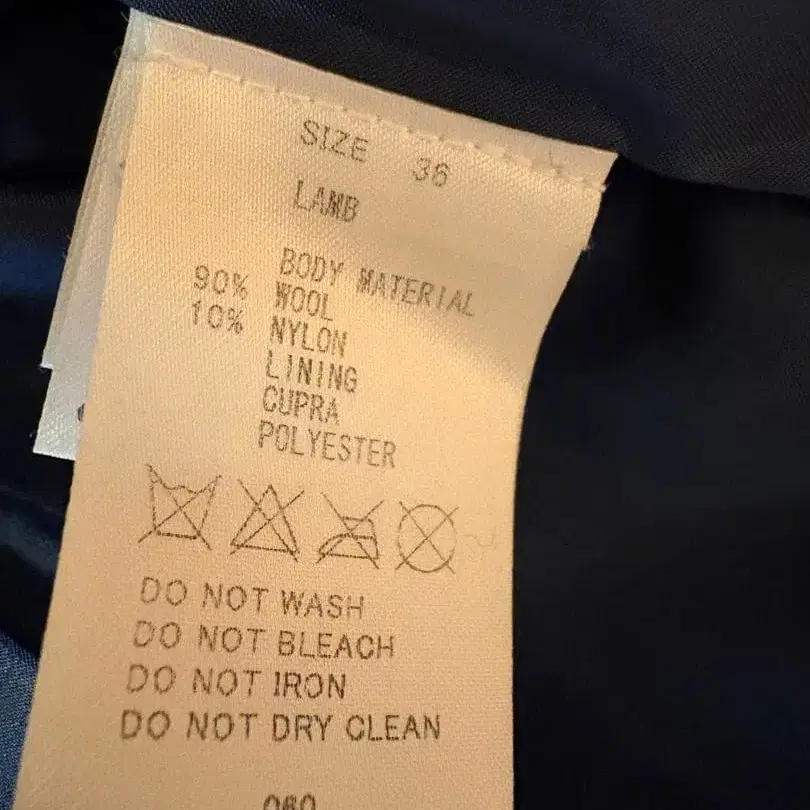 SIZE 36
LAMB
BODY MATERIAL
90% WOOL
10% NYLON
LINING
CUPRA
POLYESTER
DO NOT WASH
DO NOT BLEACH
DO NOT IRON
DO NOT DRY CLEAN